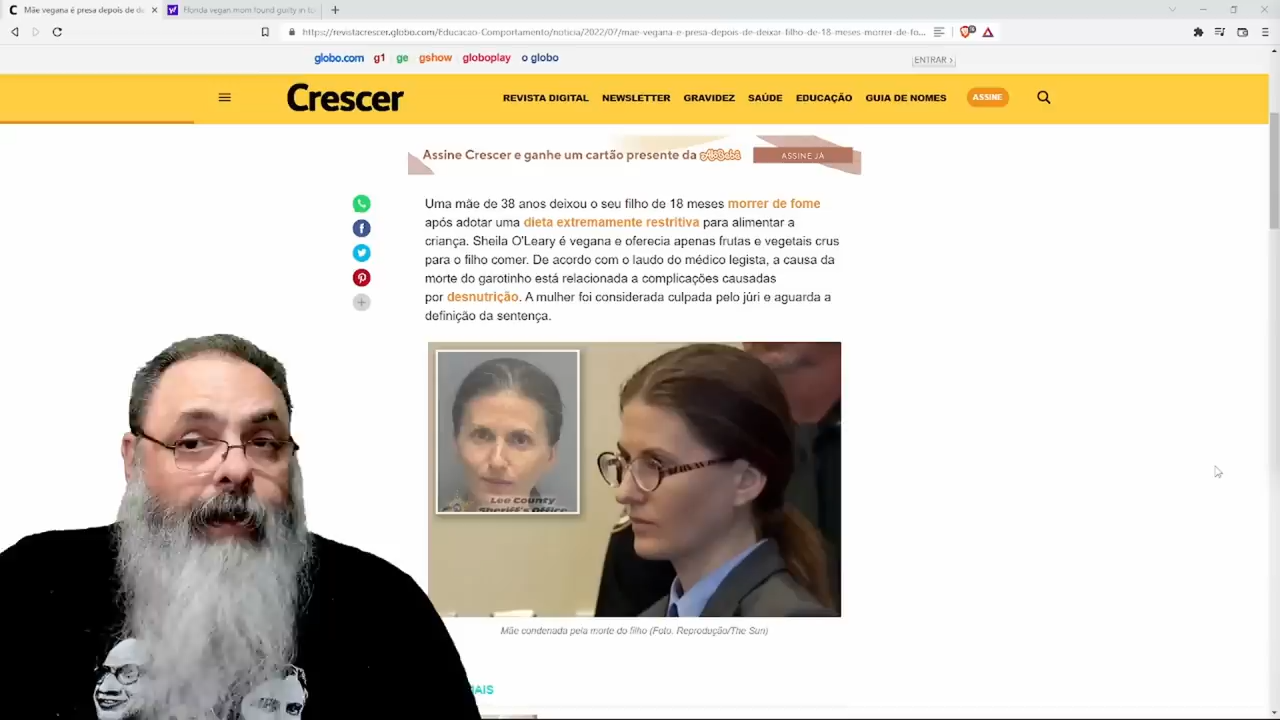 Mãe vegana é presa depois de de
Florida vegan mom found guilty in to
https://revistacrescer.globo.com/Educacao-Comportamento/noticia/2022/07/mae-vegana-e-presa-depois-de-deixar-filho-de-18-meses-morrer-de-fo...
globo.com g1 ge gshow globoplay o globo
ENTRAR ›
Crescer
REVISTA DIGITAL NEWSLETTER GRAVIDEZ SAÚDE EDUCAÇÃO GUIA DE NOMES ASSINE
Assine Crescer e ganhe um cartão presente da
ASSINE JÁ
Uma mãe de 38 anos deixou o seu filho de 18 meses morrer de fome
após adotar uma dieta extremamente restritiva para alimentar a
criança. Sheila O'Leary é vegana e oferecia apenas frutas e vegetais crus
para o filho comer. De acordo com o laudo do médico legista, a causa da
morte do garotinho está relacionada a complicações causadas
por desnutrição. A mulher foi considerada culpada pelo júri e aguarda a
definição da sentença.
Lee County
Sheriff's Office
Mãe condenada pela morte do filho (Foto: Reprodução/The Sun)
AIS